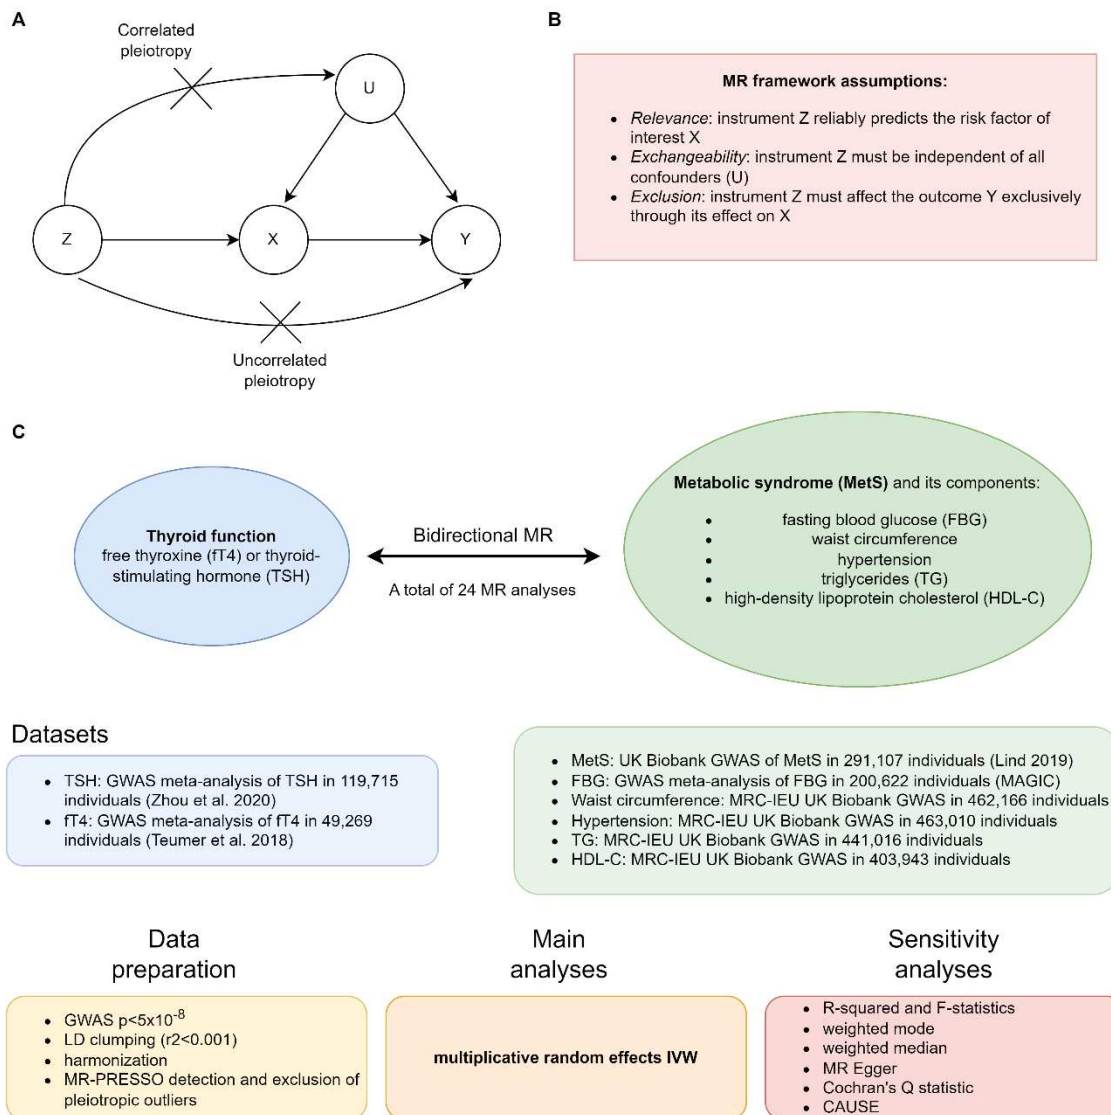 A
Correlated
pleiotropy
U
Z
X
Y
Uncorrelated
pleiotropy
B
MR framework assumptions:
• Relevance: instrument Z reliably predicts the risk factor of
interest X
• Exchangeability: instrument Z must be independent of all
confounders (U)
• Exclusion: instrument Z must affect the outcome Y exclusively
through its effect on X
C
Thyroid function
free thyroxine (fT4) or thyroid-
stimulating hormone (TSH)
Bidirectional MR
A total of 24 MR analyses
Metabolic syndrome (MetS) and its components:
• fasting blood glucose (FBG)
• waist circumference
• hypertension
• triglycerides (TG)
• high-density lipoprotein cholesterol (HDL-C)
Datasets
• TSH: GWAS meta-analysis of TSH in 119,715
individuals (Zhou et al. 2020)
• fT4: GWAS meta-analysis of fT4 in 49,269
individuals (Teumer et al. 2018)
• MetS: UK Biobank GWAS of MetS in 291,107 individuals (Lind 2019)
• FBG: GWAS meta-analysis of FBG in 200,622 individuals (MAGIC)
• Waist circumference: MRC-IEU UK Biobank GWAS in 462,166 individuals
• Hypertension: MRC-IEU UK Biobank GWAS in 463,010 individuals
• TG: MRC-IEU UK Biobank GWAS in 441,016 individuals
• HDL-C: MRC-IEU UK Biobank GWAS in 403,943 individuals
Data
preparation
• GWAS p<5x10⁻⁸
• LD clumping (r2<0.001)
• harmonization
• MR-PRESSO detection and exclusion of
pleiotropic outliers
Main
analyses
multiplicative random effects IVW
Sensitivity
analyses
• R-squared and F-statistics
• weighted mode
• weighted median
• MR Egger
• Cochran's Q statistic
• CAUSE